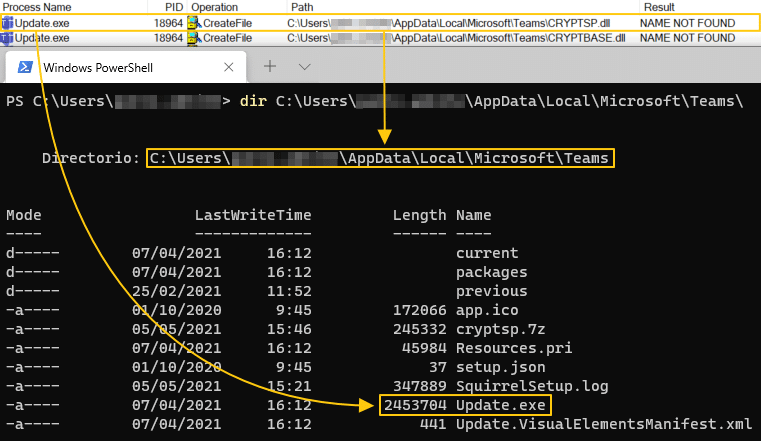 Process Name PID Operation Path Result
Update.exe 18964 CreateFile C:\Users\ \AppData\Local\Microsoft\Teams\CRYPTSP.dll NAME NOT FOUND
Update.exe 18964 CreateFile C:\Users\ \AppData\Local\Microsoft\Teams\CRYPTBASE.dll NAME NOT FOUND
Windows PowerShell
PS C:\Users\ > dir C:\Users\ \AppData\Local\Microsoft\Teams\
Directorio: C:\Users\ \AppData\Local\Microsoft\Teams
Mode LastWriteTime Length Name
---- ------------- ------ ----
d----- 07/04/2021 16:12 current
d----- 07/04/2021 16:12 packages
d----- 25/02/2021 11:52 previous
-a---- 01/10/2020 9:45 172066 app.ico
-a---- 05/05/2021 15:46 245332 cryptsp.7z
-a---- 07/04/2021 16:12 45984 Resources.pri
-a---- 01/10/2020 9:45 37 setup.json
-a---- 05/05/2021 15:21 347889 SquirrelSetup.log
-a---- 07/04/2021 16:12 2453704 Update.exe
-a---- 07/04/2021 16:12 441 Update.VisualElementsManifest.xml